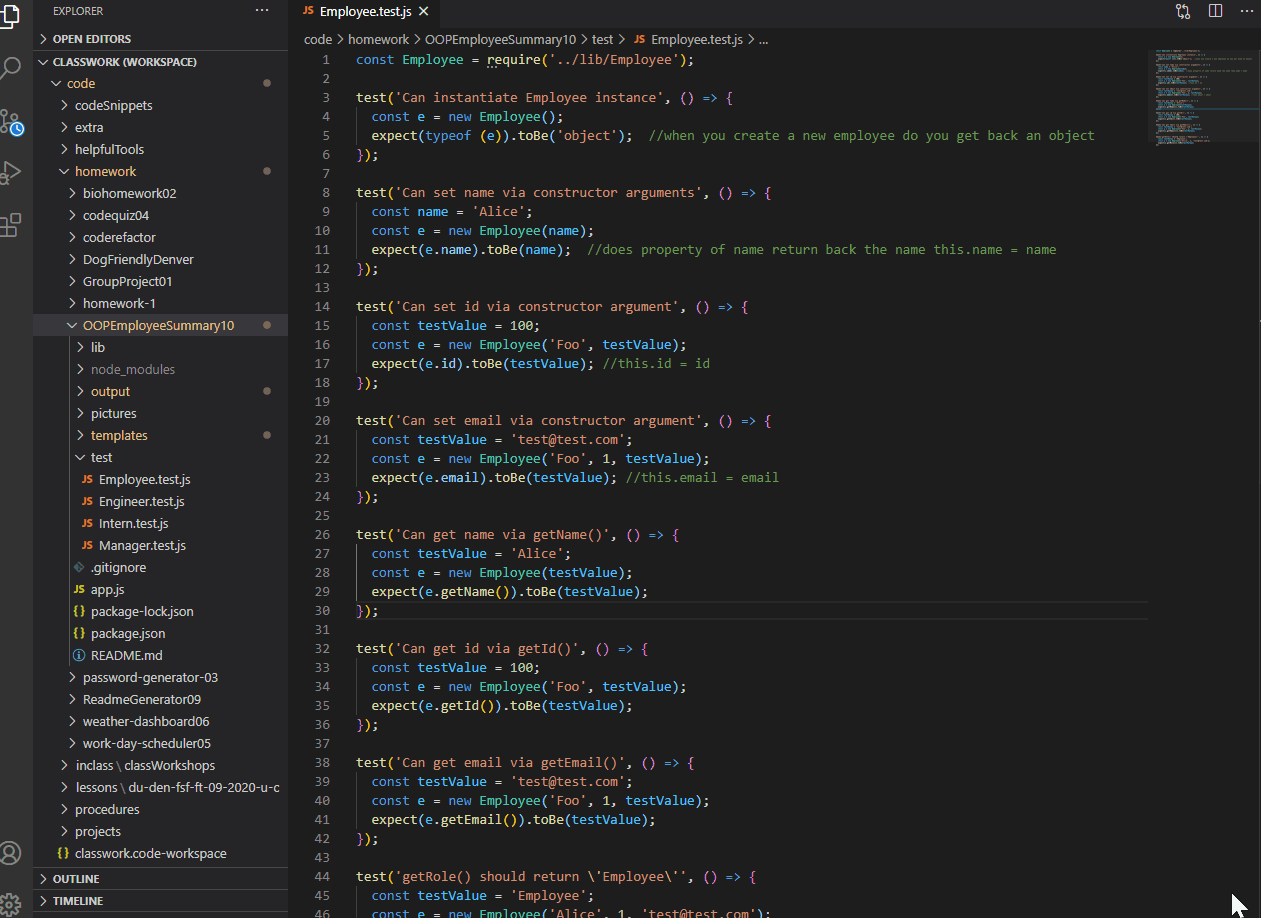 EXPLORER
OPEN EDITORS
CLASSWORK (WORKSPACE)
code
codeSnippets
extra
helpfulTools
homework
biohomework02
codequiz04
coderefactor
DogFriendlyDenver
GroupProject01
homework-1
OOPEmployeeSummary10
lib
node_modules
output
pictures
templates
test
JS Employee.test.js
JS Engineer.test.js
JS Intern.test.js
JS Manager.test.js
.gitignore
JS app.js
{} package-lock.json
{} package.json
README.md
password-generator-03
ReadmeGenerator09
weather-dashboard06
work-day-scheduler05
inclass \ classWorkshops
lessons \ du-den-fsf-ft-09-2020-u-c
procedures
projects
{} classwork.code-workspace
OUTLINE
TIMELINE
JS Employee.test.js
code > homework > OOPEmployeeSummary10 > test > JS Employee.test.js > ...
1 const Employee = require('../lib/Employee');
2
3 test('Can instantiate Employee instance', () => {
4 const e = new Employee();
5 expect(typeof (e)).toBe('object'); //when you create a new employee do you get back an object
6 });
7
8 test('Can set name via constructor arguments', () => {
9 const name = 'Alice';
10 const e = new Employee(name);
11 expect(e.name).toBe(name); //does property of name return back the name this.name = name
12 });
13
14 test('Can set id via constructor argument', () => {
15 const testValue = 100;
16 const e = new Employee('Foo', testValue);
17 expect(e.id).toBe(testValue); //this.id = id
18 });
19
20 test('Can set email via constructor argument', () => {
21 const testValue = 'test@test.com';
22 const e = new Employee('Foo', 1, testValue);
23 expect(e.email).toBe(testValue); //this.email = email
24 });
25
26 test('Can get name via getName()', () => {
27 const testValue = 'Alice';
28 const e = new Employee(testValue);
29 expect(e.getName()).toBe(testValue);
30 });
31
32 test('Can get id via getId()', () => {
33 const testValue = 100;
34 const e = new Employee('Foo', testValue);
35 expect(e.getId()).toBe(testValue);
36 });
37
38 test('Can get email via getEmail()', () => {
39 const testValue = 'test@test.com';
40 const e = new Employee('Foo', 1, testValue);
41 expect(e.getEmail()).toBe(testValue);
42 });
43
44 test('getRole() should return \'Employee\'', () => {
45 const testValue = 'Employee';
46 const e = new Employee('Alice', 1, 'test@test.com');